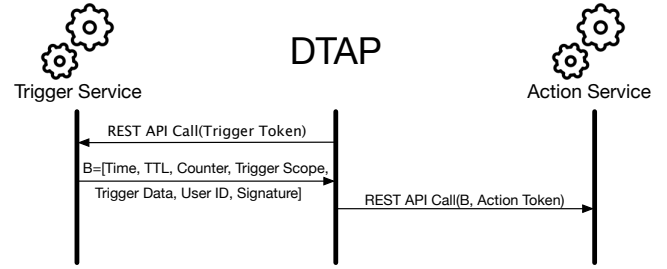 DTAP
Trigger Service
Action Service
REST API Call(Trigger Token)
B=[Time, TTL, Counter, Trigger Scope,
Trigger Data, User ID, Signature]
REST API Call(B, Action Token)